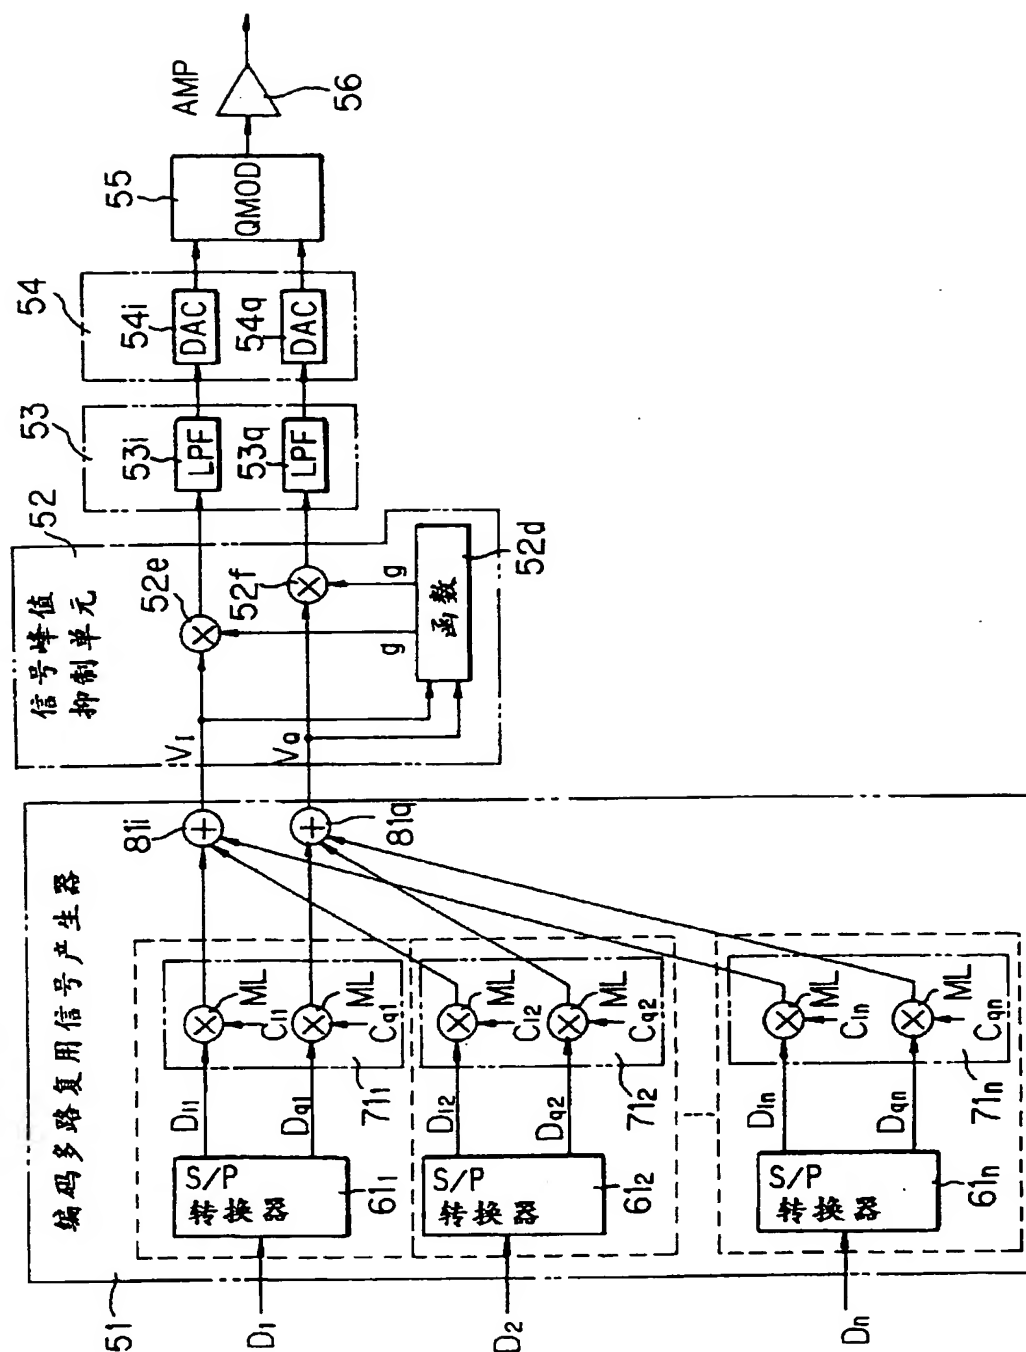 编码多路复用信号产生器
51
D1
D2
Dn
S/P
转换器
61₁
S/P
转换器
61₂
S/P
转换器
61n
Di1
Dq1
Di2
Dq2
Din
Dqn
ML
Ci1
ML
Cq1
71₁
ML
Ci2
ML
Cq2
71₂
ML
Cin
ML
Cqn
71n
81i
81q
VI
VQ
信号峰值
抑制单元
52
52e
52f
g
g
函数
52d
53
53i
LPF
53q
LPF
54
54i
DAC
54q
DAC
55
QMOD
AMP
56